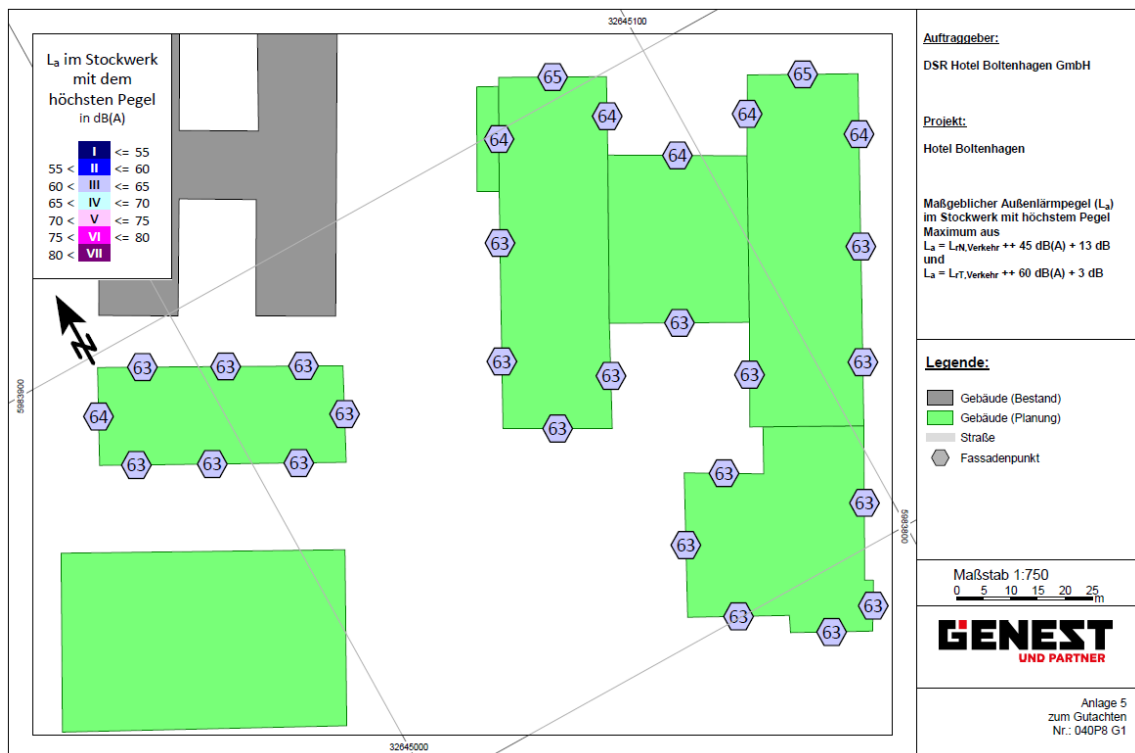 L_a im Stockwerk
mit dem
höchsten Pegel
in dB(A)
I <= 55
55 < II <= 60
60 < III <= 65
65 < IV <= 70
70 < V <= 75
75 < VI <= 80
80 < VII
N
32645100
5983900
5983800
32645000
65
65
64
64
64
64
64
63
63
63
63
63
63
63
63
63
63
63
63
63
64
63
63
63
63
63
63
63
63
63
Auftraggeber:
DSR Hotel Boltenhagen GmbH
Projekt:
Hotel Boltenhagen
Maßgeblicher Außenlärmpegel (L_a)
im Stockwerk mit höchstem Pegel
Maximum aus
L_a = L_rN,Verkehr ++ 45 dB(A) + 13 dB
und
L_a = L_rT,Verkehr ++ 60 dB(A) + 3 dB
Legende:
Gebäude (Bestand)
Gebäude (Planung)
Straße
Fassadenpunkt
Maßstab 1:750
0 5 10 15 20 25
m
GENEST
UND PARTNER
Anlage 5
zum Gutachten
Nr.: 040P8 G1